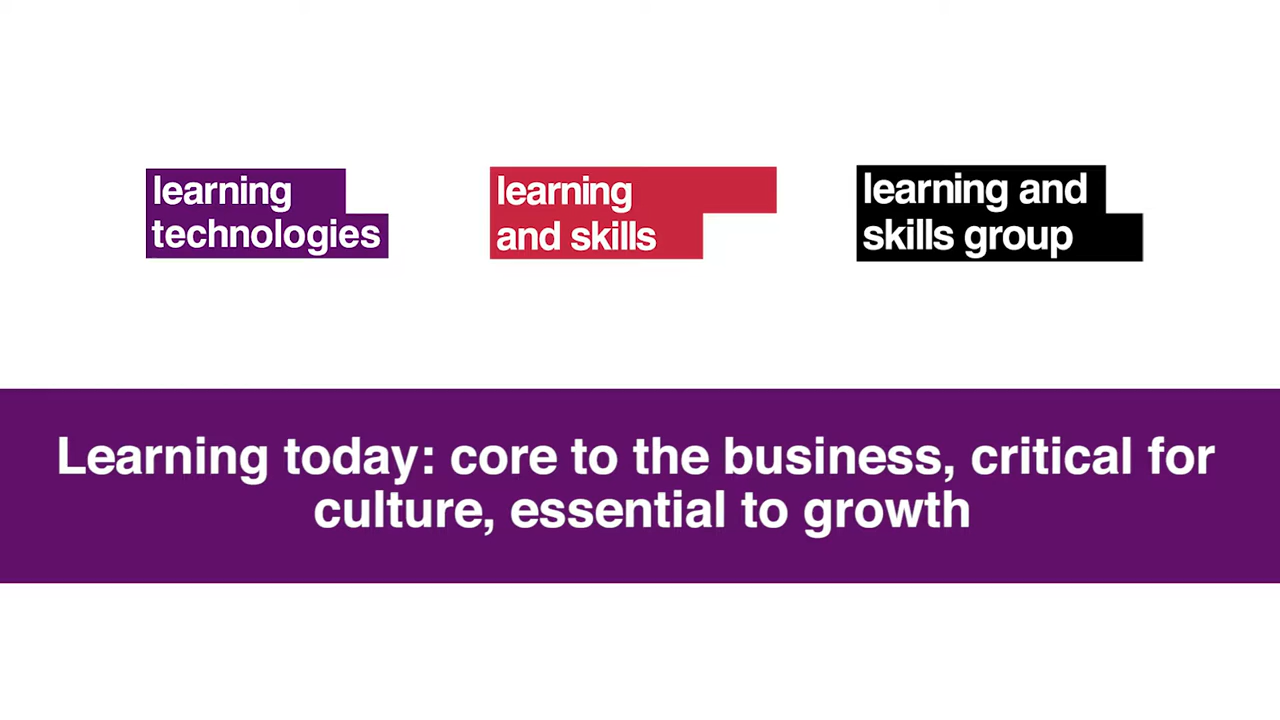 learning
technologies
learning
and skills
learning and
skills group
Learning today: core to the business, critical for
culture, essential to growth